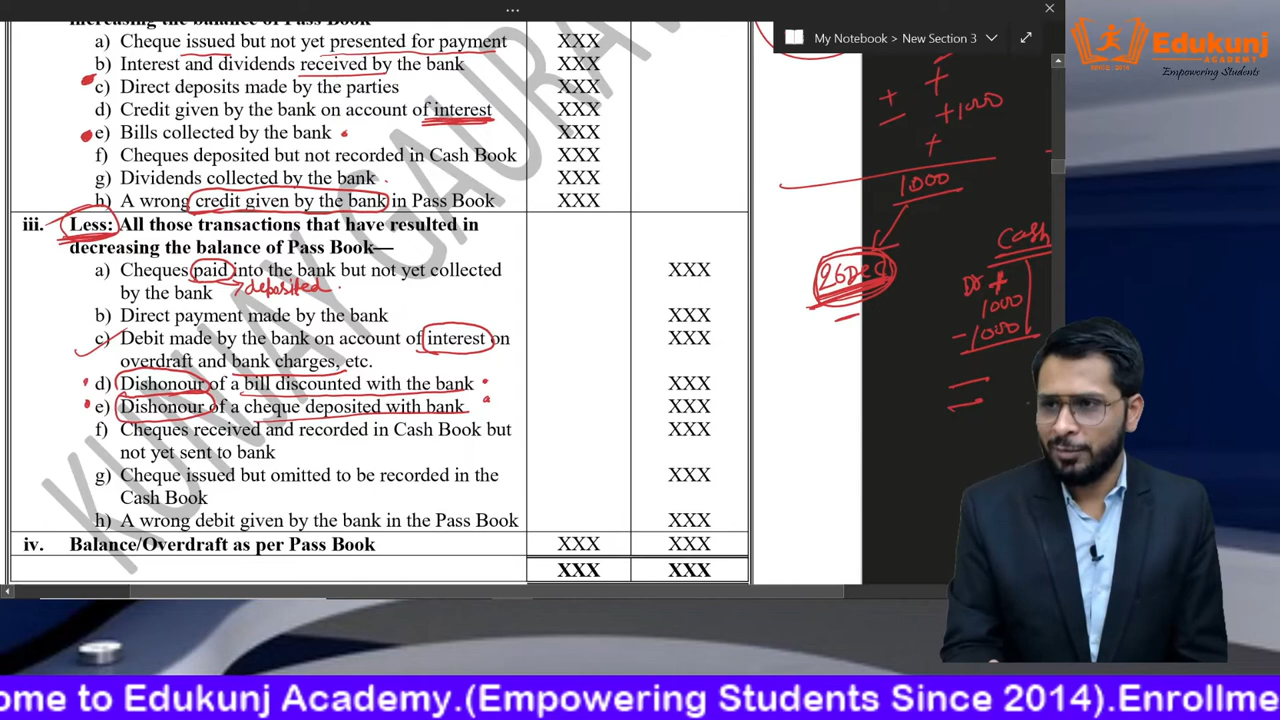 increasing the balance of Pass Book—
a) Cheque issued but not yet presented for payment XXX
b) Interest and dividends received by the bank XXX
c) Direct deposits made by the parties XXX
d) Credit given by the bank on account of interest XXX
e) Bills collected by the bank XXX
f) Cheques deposited but not recorded in Cash Book XXX
g) Dividends collected by the bank XXX
h) A wrong credit given by the bank in Pass Book XXX
iii. Less: All those transactions that have resulted in
decreasing the balance of Pass Book—
a) Cheques paid into the bank but not yet collected XXX
by the bank
deposited
b) Direct payment made by the bank XXX
c) Debit made by the bank on account of interest on XXX
overdraft and bank charges, etc.
d) Dishonour of a bill discounted with the bank XXX
e) Dishonour of a cheque deposited with bank XXX
f) Cheques received and recorded in Cash Book but XXX
not yet sent to bank
g) Cheque issued but omitted to be recorded in the XXX
Cash Book
h) A wrong debit given by the bank in the Pass Book XXX
iv. Balance/Overdraft as per Pass Book XXX XXX
XXX XXX
KUNJAY GAURAV
My Notebook > New Section 3
+ +
- +1000
+
1000
26 Dec
Cash
Dr +
1000
-1000
Edukunj
ACADEMY
SINCE 2014
Empowering Students
ome to Edukunj Academy.(Empowering Students Since 2014).Enrollme